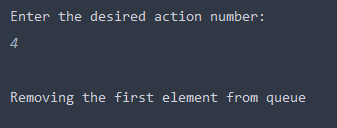 Enter the desired action number:
4
Removing the first element from queue